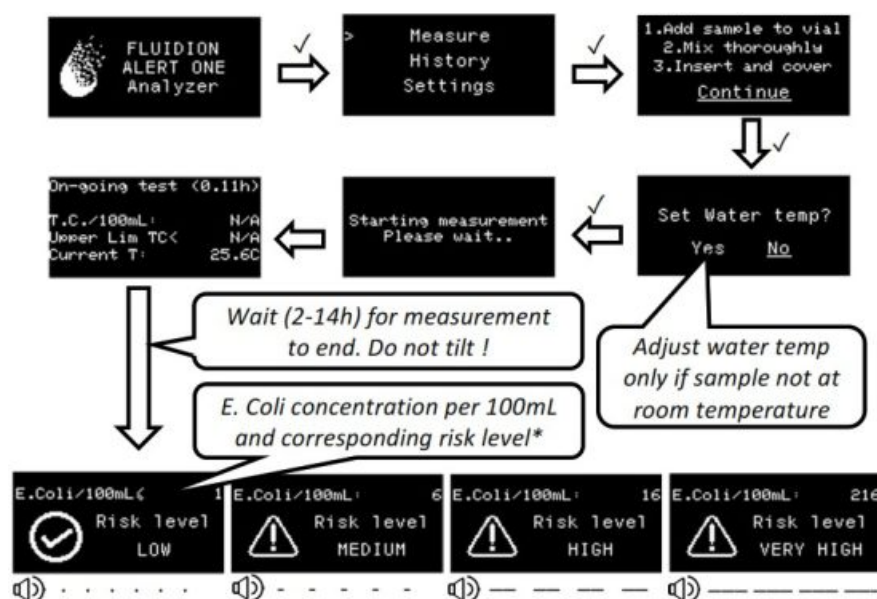 FLUIDION
ALERT ONE
Analyzer
> Measure
History
Settings
1.Add sample to vial
2.Mix thoroughly
3.Insert and cover
Continue
On-going test (0.11h)
T.C./100mL: N/A
Upper Lim TC< N/A
Current T: 25.6C
Starting measurement
Please wait..
Set Water temp?
Yes No
Wait (2-14h) for measurement
to end. Do not tilt !
Adjust water temp
only if sample not at
room temperature
E. Coli concentration per 100mL
and corresponding risk level*
E.Coli/100mL< 1
Risk level
LOW
E.Coli/100mL: 6
Risk level
MEDIUM
E.Coli/100mL: 16
Risk level
HIGH
E.Coli/100mL: 216
Risk level
VERY HIGH